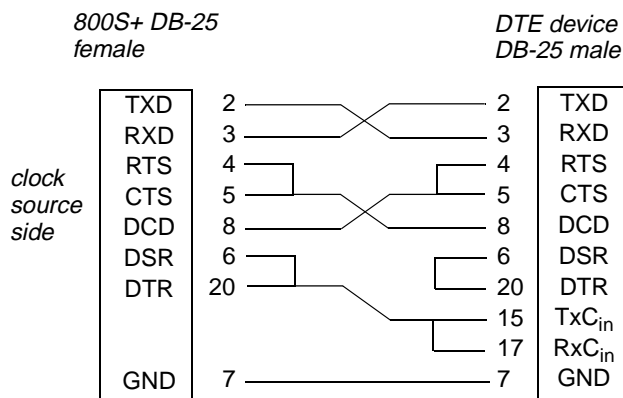 800S+ DB-25
female
DTE device
DB-25 male
clock
source
side
TXD 2 2 TXD
RXD 3 3 RXD
RTS 4 4 RTS
CTS 5 5 CTS
DCD 8 8 DCD
DSR 6 6 DSR
DTR 20 20 DTR
15 TxCin
17 RxCin
GND 7 7 GND